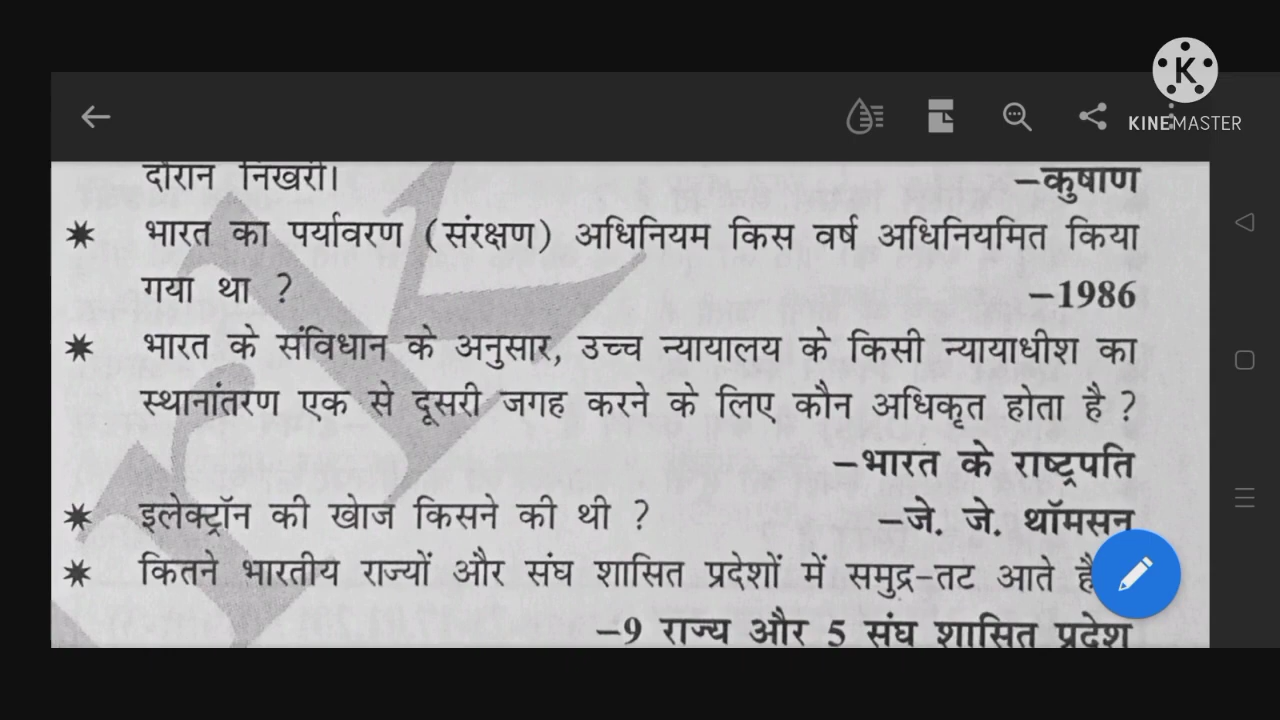 KINEMASTER
दौरान निखरी। –कुषाण
✷ भारत का पर्यावरण (संरक्षण) अधिनियम किस वर्ष अधिनियमित किया
गया था ? –1986
✷ भारत के संविधान के अनुसार, उच्च न्यायालय के किसी न्यायाधीश का
स्थानांतरण एक से दूसरी जगह करने के लिए कौन अधिकृत होता है ?
–भारत के राष्ट्रपति
✷ इलेक्ट्रॉन की खोज किसने की थी ? –जे. जे. थॉमसन
✷ कितने भारतीय राज्यों और संघ शासित प्रदेशों में समुद्र-तट आते है
–9 राज्य और 5 संघ शासित प्रदेश